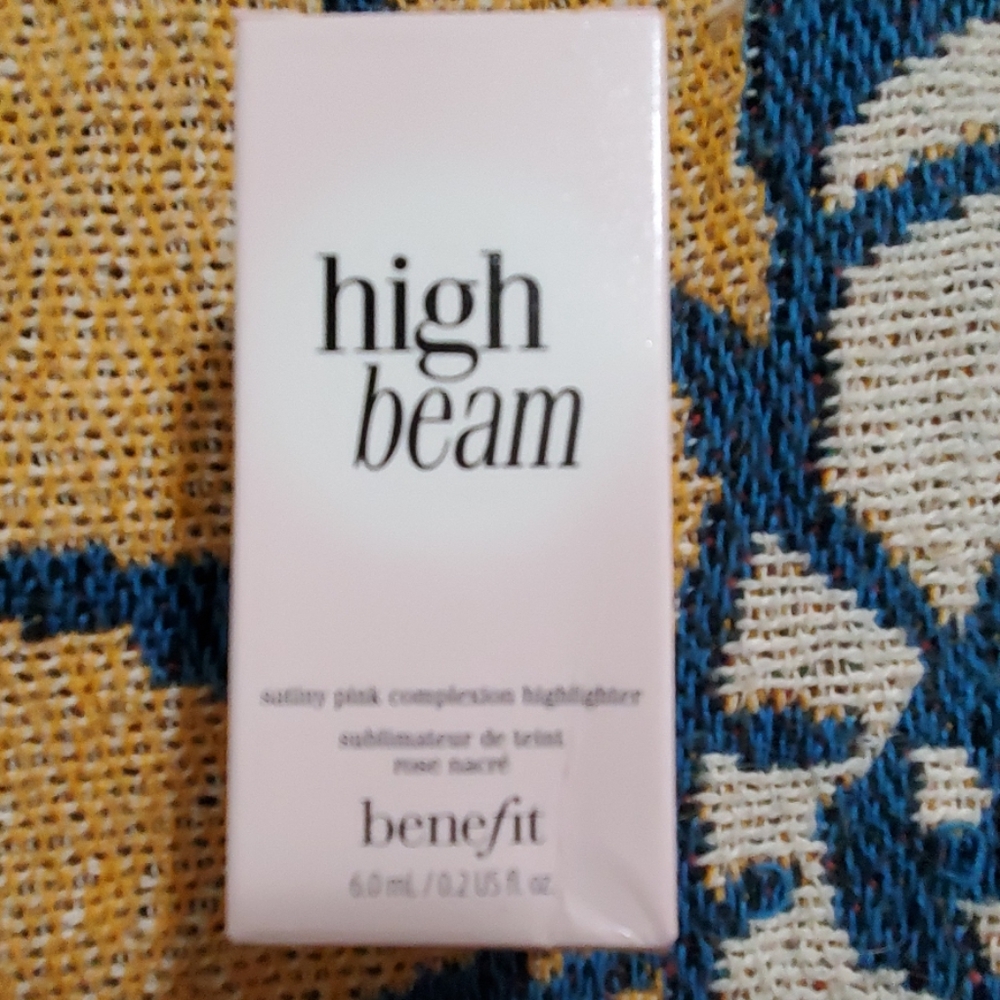 high
beam
satiny pink complexion highlighter
sublimateur de teint
rose nacré
benefit
6.0 mL / 0.2 US fl. oz.